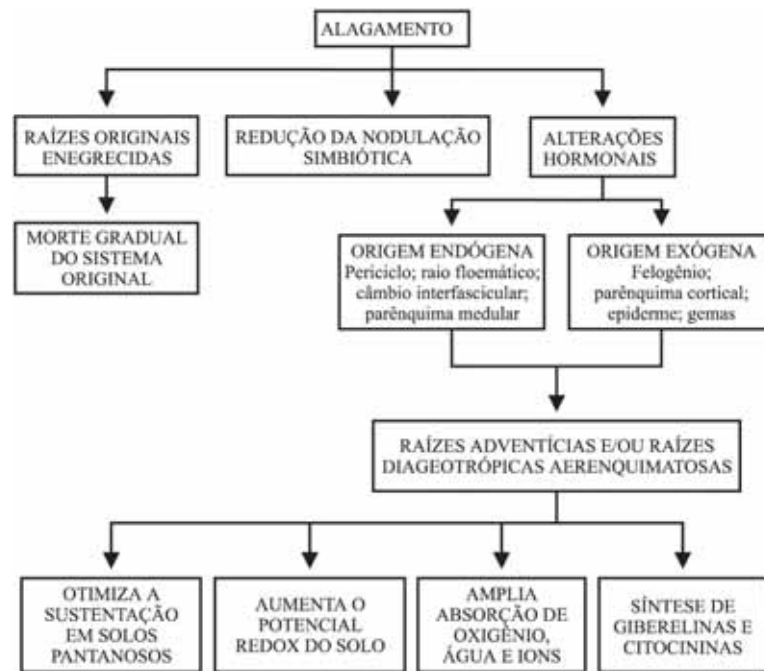 ALAGAMENTO
RAÍZES ORIGINAIS
ENEGRECIDAS
REDUÇÃO DA NODULAÇÃO
SIMBIÓTICA
ALTERAÇÕES
HORMONAIS
MORTE GRADUAL
DO SISTEMA
ORIGINAL
ORIGEM ENDÓGENA
Periciclo; raio floemático;
câmbio interfascicular;
parênquima medular
ORIGEM EXÓGENA
Felogênio;
parênquima cortical;
epiderme; gemas
RAÍZES ADVENTÍCIAS E/OU RAÍZES
DIAGEOTRÓPICAS AERENQUIMATOSAS
OTIMIZA A
SUSTENTAÇÃO
EM SOLOS
PANTANOSOS
AUMENTA O
POTENCIAL
REDOX DO SOLO
AMPLIA
ABSORÇÃO DE
OXIGÊNIO,
ÁGUA E IONS
SÍNTESE DE
GIBERELINAS E
CITOCININAS